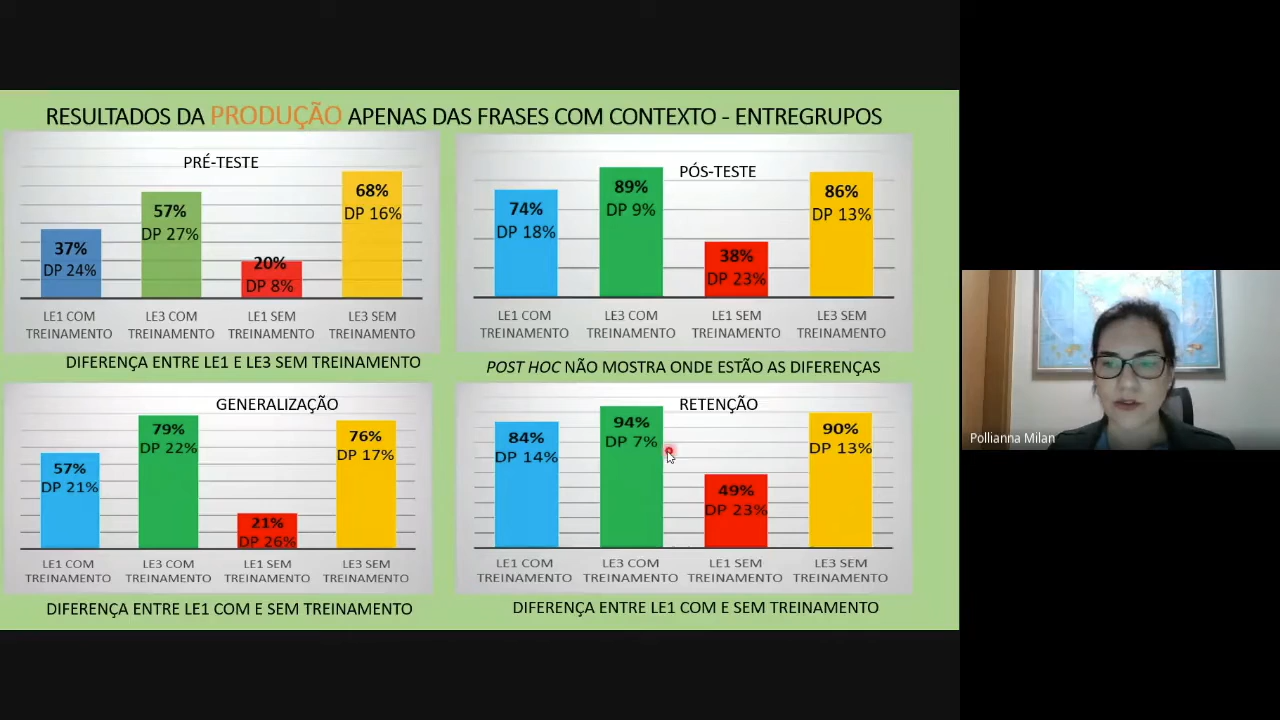 RESULTADOS DA PRODUÇÃO APENAS DAS FRASES COM CONTEXTO - ENTREGRUPOS
PRÉ-TESTE
37%
DP 24%
57%
DP 27%
20%
DP 8%
68%
DP 16%
LE1 COM TREINAMENTO
LE3 COM TREINAMENTO
LE1 SEM TREINAMENTO
LE3 SEM TREINAMENTO
DIFERENÇA ENTRE LE1 E LE3 SEM TREINAMENTO
PÓS-TESTE
74%
DP 18%
89%
DP 9%
38%
DP 23%
86%
DP 13%
LE1 COM TREINAMENTO
LE3 COM TREINAMENTO
LE1 SEM TREINAMENTO
LE3 SEM TREINAMENTO
POST HOC NÃO MOSTRA ONDE ESTÃO AS DIFERENÇAS
GENERALIZAÇÃO
57%
DP 21%
79%
DP 22%
21%
DP 26%
76%
DP 17%
LE1 COM TREINAMENTO
LE3 COM TREINAMENTO
LE1 SEM TREINAMENTO
LE3 SEM TREINAMENTO
DIFERENÇA ENTRE LE1 COM E SEM TREINAMENTO
RETENÇÃO
84%
DP 14%
94%
DP 7%
49%
DP 23%
90%
DP 13%
LE1 COM TREINAMENTO
LE3 COM TREINAMENTO
LE1 SEM TREINAMENTO
LE3 SEM TREINAMENTO
DIFERENÇA ENTRE LE1 COM E SEM TREINAMENTO
Pollianna Milan